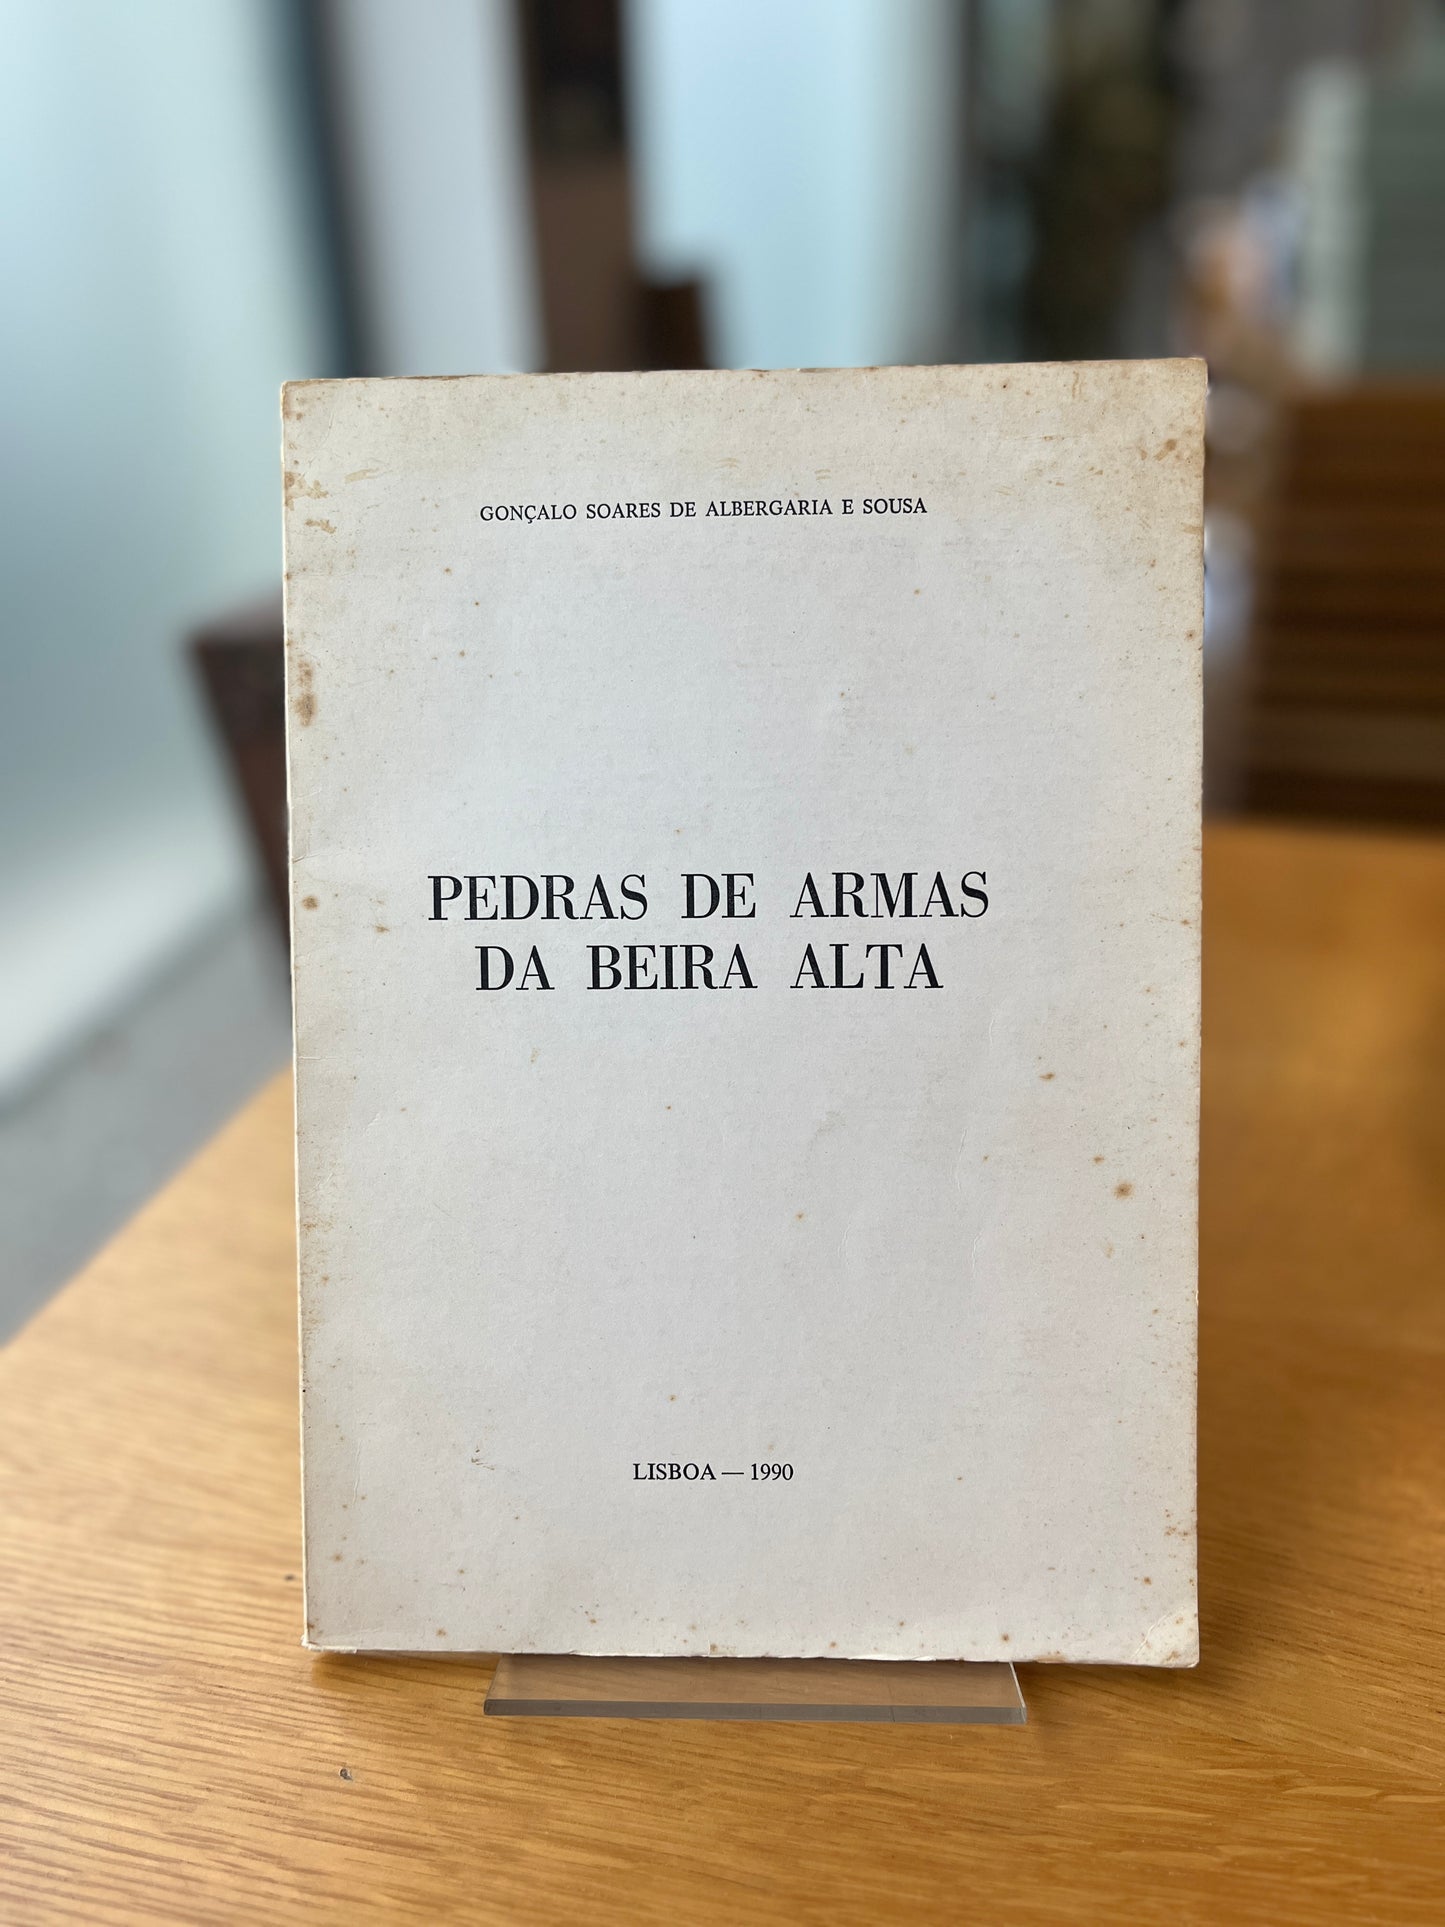 GONÇALO SOARES DE ALBERGARIA E SOUSA
PEDRAS DE ARMAS
DA BEIRA ALTA
LISBOA — 1990